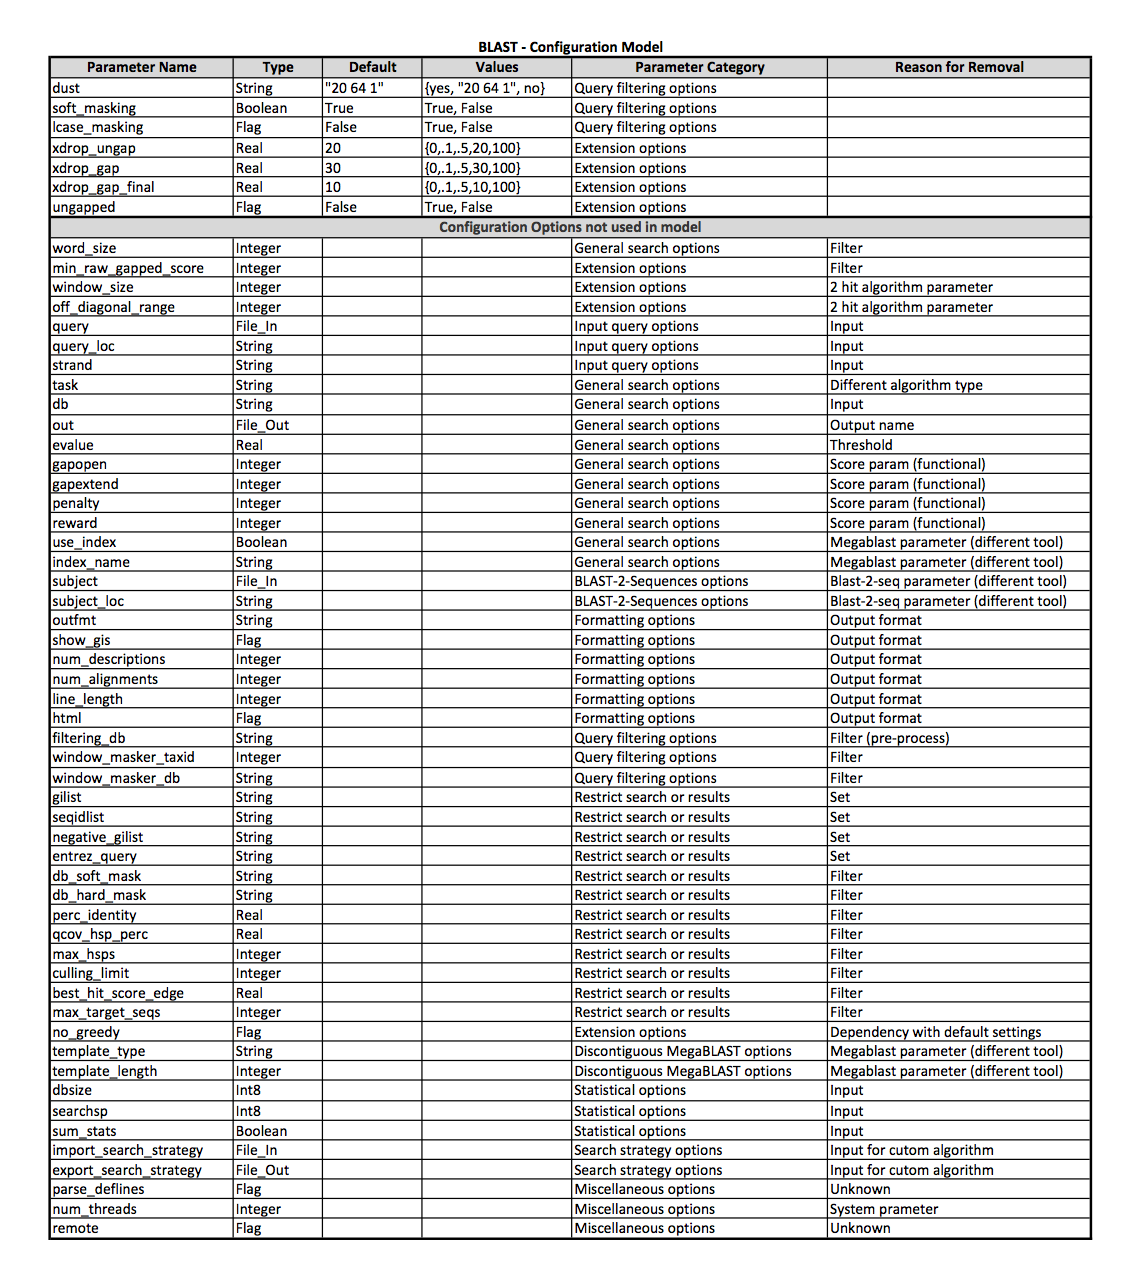 BLAST - Configuration Model
Parameter Name Type Default Values Parameter Category Reason for Removal
dust String "20 64 1" {yes, "20 64 1", no} Query filtering options
soft_masking Boolean True True, False Query filtering options
lcase_masking Flag False True, False Query filtering options
xdrop_ungap Real 20 {0,.1,.5,20,100} Extension options
xdrop_gap Real 30 {0,.1,.5,30,100} Extension options
xdrop_gap_final Real 10 {0,.1,.5,10,100} Extension options
ungapped Flag False True, False Extension options
Configuration Options not used in model
word_size Integer General search options Filter
min_raw_gapped_score Integer Extension options Filter
window_size Integer Extension options 2 hit algorithm parameter
off_diagonal_range Integer Extension options 2 hit algorithm parameter
query File_In Input query options Input
query_loc String Input query options Input
strand String Input query options Input
task String General search options Different algorithm type
db String General search options Input
out File_Out General search options Output name
evalue Real General search options Threshold
gapopen Integer General search options Score param (functional)
gapextend Integer General search options Score param (functional)
penalty Integer General search options Score param (functional)
reward Integer General search options Score param (functional)
use_index Boolean General search options Megablast parameter (different tool)
index_name String General search options Megablast parameter (different tool)
subject File_In BLAST-2-Sequences options Blast-2-seq parameter (different tool)
subject_loc String BLAST-2-Sequences options Blast-2-seq parameter (different tool)
outfmt String Formatting options Output format
show_gis Flag Formatting options Output format
num_descriptions Integer Formatting options Output format
num_alignments Integer Formatting options Output format
line_length Integer Formatting options Output format
html Flag Formatting options Output format
filtering_db String Query filtering options Filter (pre-process)
window_masker_taxid Integer Query filtering options Filter
window_masker_db String Query filtering options Filter
gilist String Restrict search or results Set
seqidlist String Restrict search or results Set
negative_gilist String Restrict search or results Set
entrez_query String Restrict search or results Set
db_soft_mask String Restrict search or results Filter
db_hard_mask String Restrict search or results Filter
perc_identity Real Restrict search or results Filter
qcov_hsp_perc Real Restrict search or results Filter
max_hsps Integer Restrict search or results Filter
culling_limit Integer Restrict search or results Filter
best_hit_score_edge Real Restrict search or results Filter
max_target_seqs Integer Restrict search or results Filter
no_greedy Flag Extension options Dependency with default settings
template_type String Discontiguous MegaBLAST options Megablast parameter (different tool)
template_length Integer Discontiguous MegaBLAST options Megablast parameter (different tool)
dbsize Int8 Statistical options Input
searchsp Int8 Statistical options Input
sum_stats Boolean Statistical options Input
import_search_strategy File_In Search strategy options Input for cutom algorithm
export_search_strategy File_Out Search strategy options Input for cutom algorithm
parse_deflines Flag Miscellaneous options Unknown
num_threads Integer Miscellaneous options System prameter
remote Flag Miscellaneous options Unknown